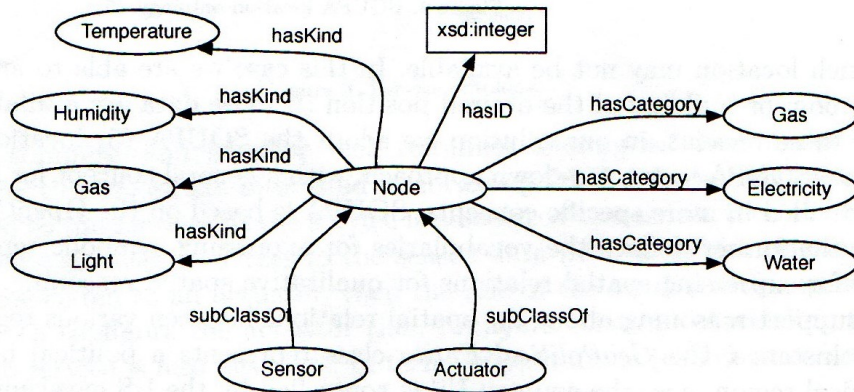 Temperature
hasKind
xsd:integer
Humidity
hasKind
hasID
hasCategory
Gas
Gas
hasKind
Node
hasCategory
Electricity
Light
hasKind
hasCategory
Water
subClassOf
subClassOf
Sensor
Actuator